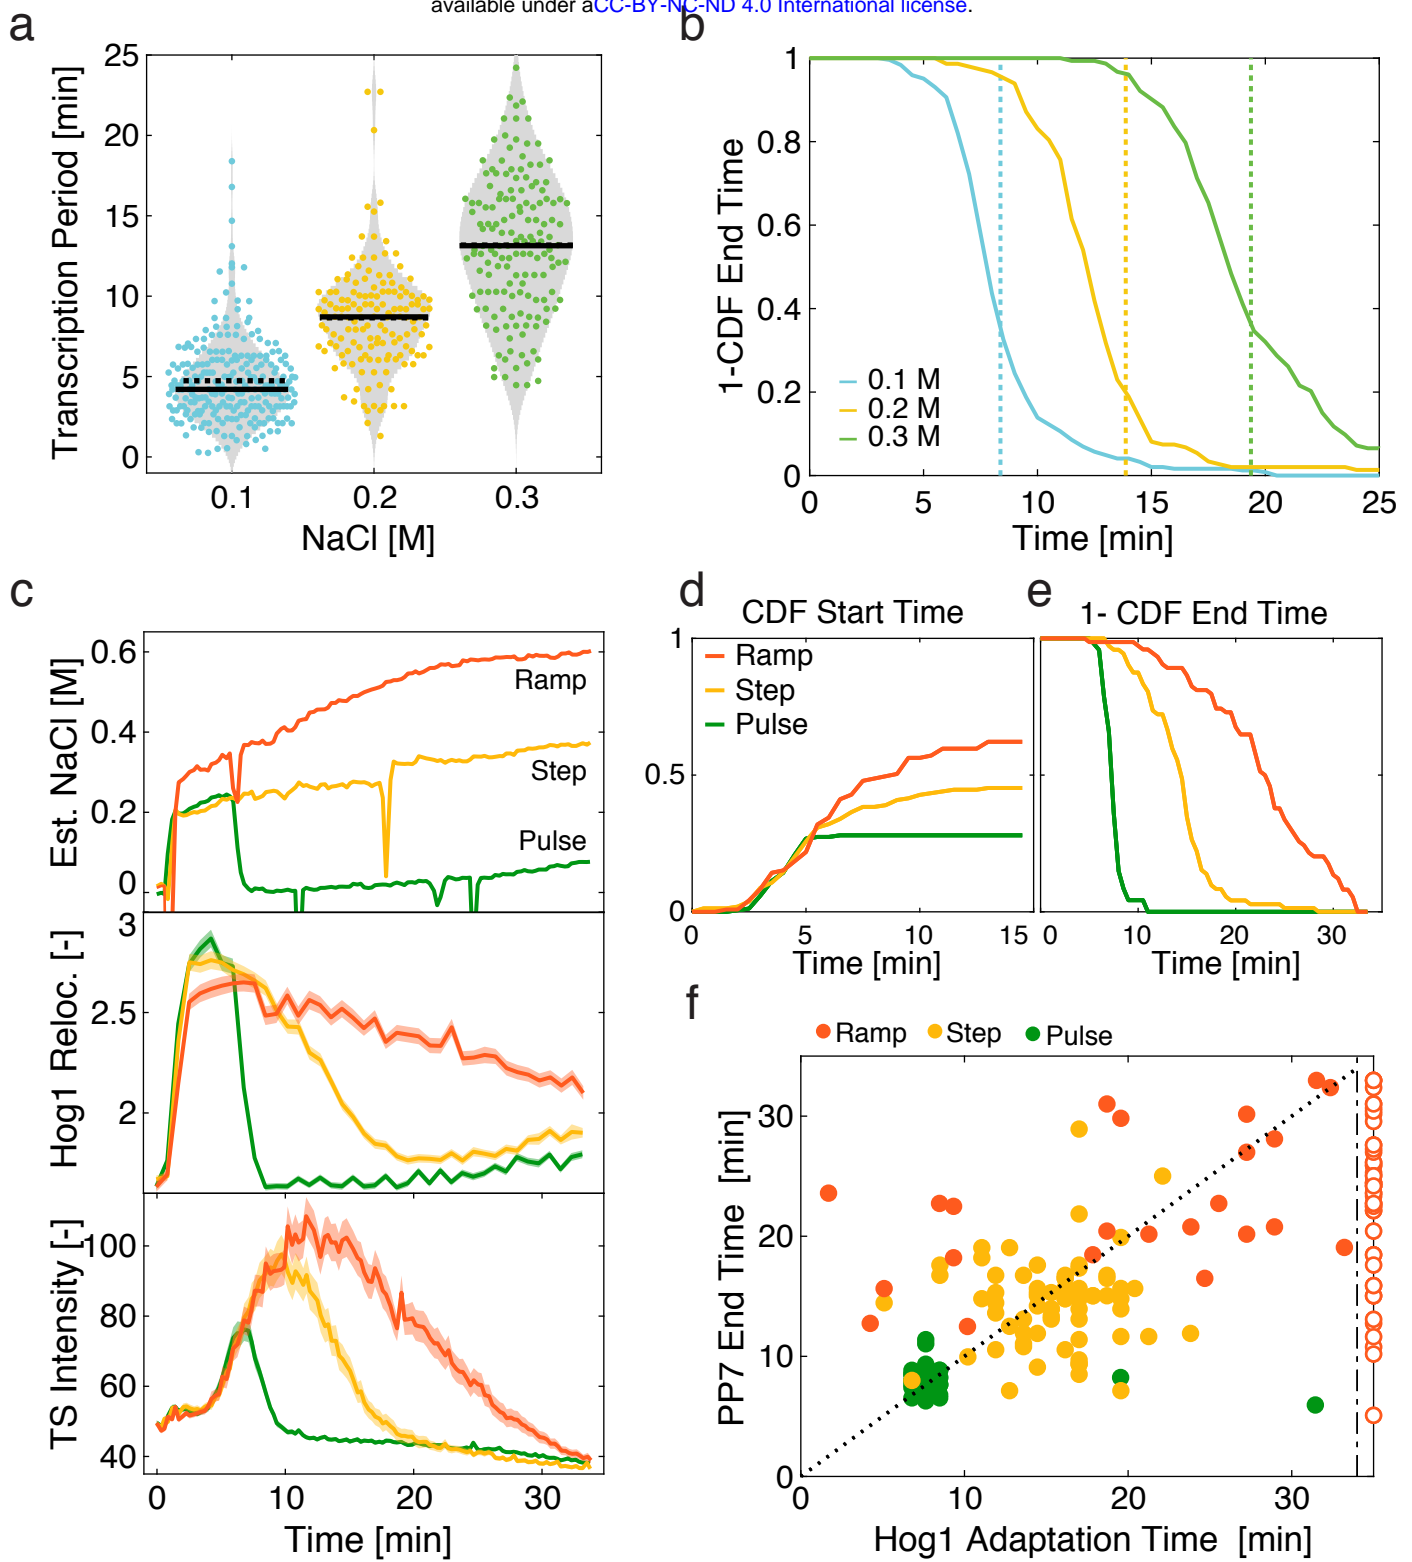 available under aCC-BY-NC-ND 4.0 International license.
a
Transcription Period [min]
25
20
15
10
5
0
0.1
0.2
0.3
NaCl [M]
b
1-CDF End Time
1
0.8
0.6
0.4
0.2
0
0.1 M
0.2 M
0.3 M
0
5
10
15
20
25
Time [min]
c
Est. NaCl [M]
0.6
0.4
0.2
0
Ramp
Step
Pulse
Hog1 Reloc. [-]
3
2.5
2
TS Intensity [-]
100
80
60
40
0
10
20
30
Time [min]
d
CDF Start Time
1
0.5
0
Ramp
Step
Pulse
0
5
10
15
Time [min]
e
1- CDF End Time
0
10
20
30
Time [min]
f
Ramp
Step
Pulse
PP7 End Time [min]
30
20
10
0
0
10
20
30
Hog1 Adaptation Time [min]